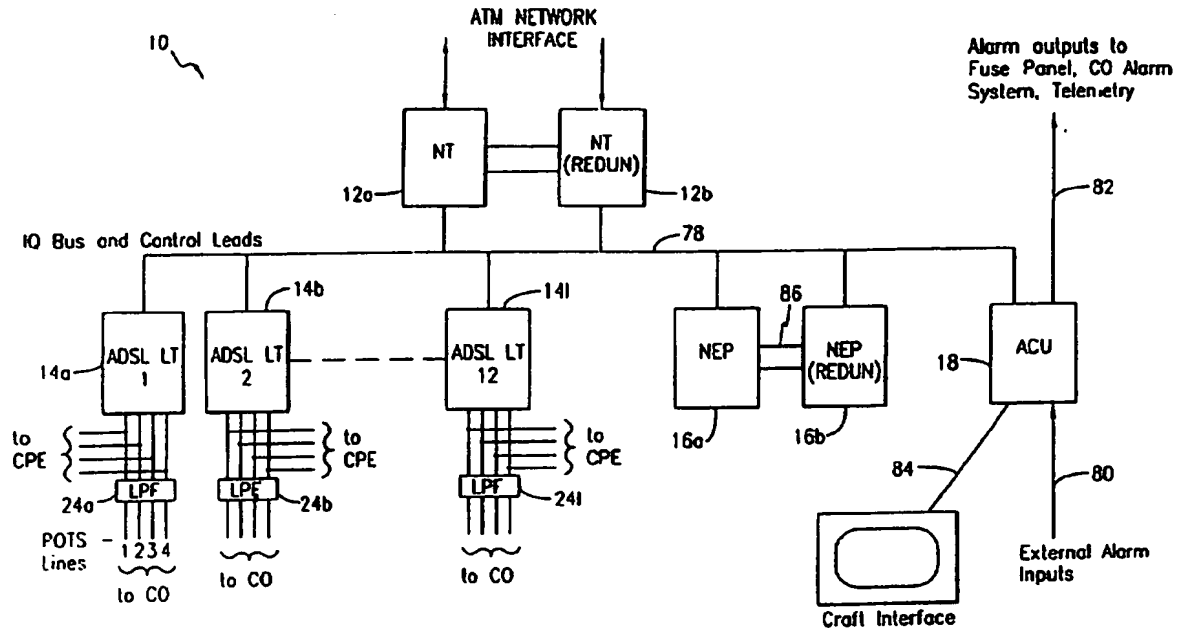 ATM NETWORK
INTERFACE
10
Alarm outputs to
Fuse Panel, CO Alarm
System, Telemetry
NT
NT
(REDUN)
12a
12b
82
IQ Bus and Control Leads
78
14b
14l
86
ADSL LT
1
14a
ADSL LT
2
ADSL LT
12
NEP
NEP
(REDUN)
18
ACU
16a
16b
to
CPE
to
CPE
to
CPE
84
80
24a
LPF
LPF
24b
LPF
24l
POTS
Lines
1 2 3 4
to CO
to CO
to CO
External Alarm
Inputs
Craft Interface